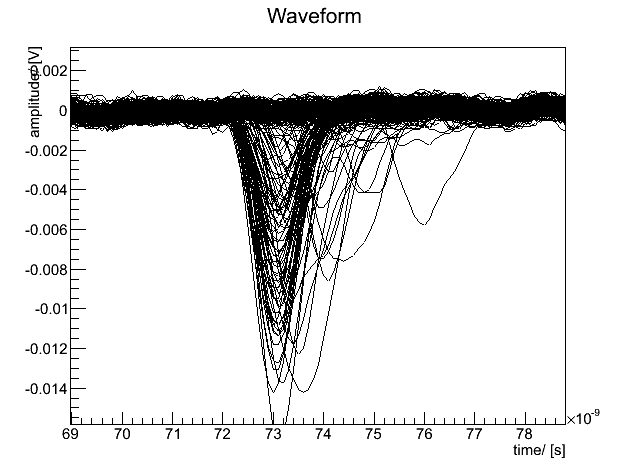 Waveform
amplitude/ [V]
0.002
0
-0.002
-0.004
-0.006
-0.008
-0.01
-0.012
-0.014
69 70 71 72 73 74 75 76 77 78
×10-9
time/ [s]